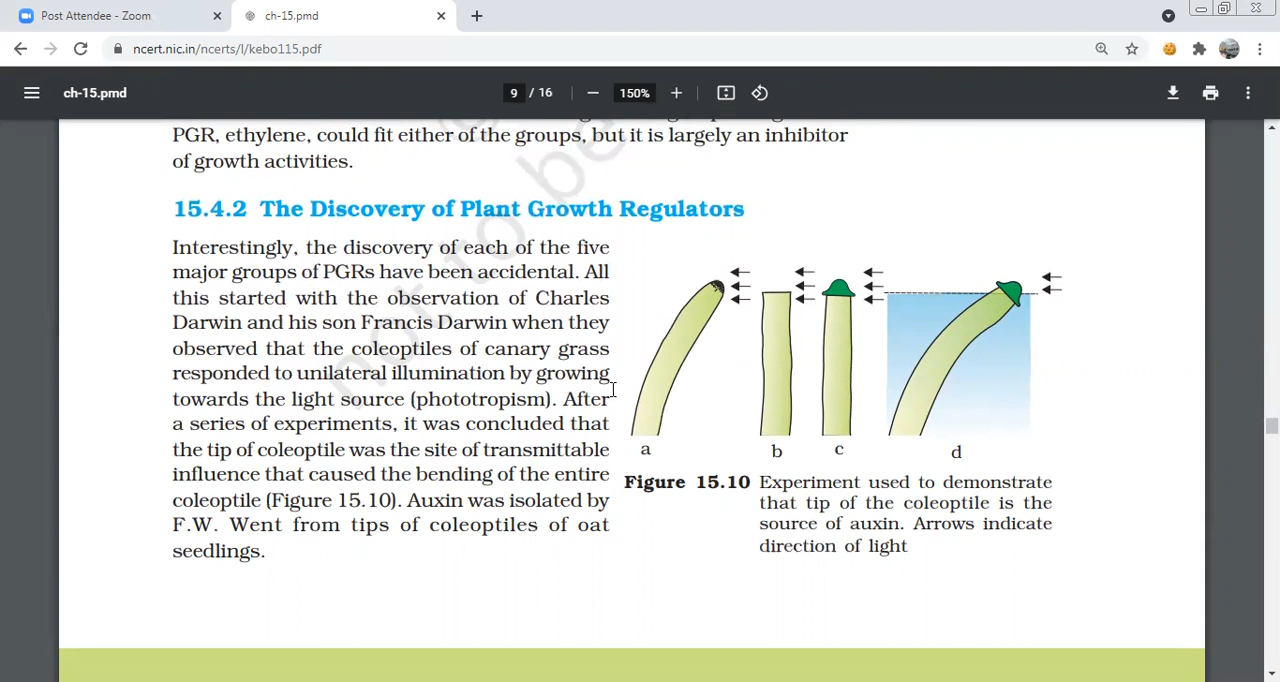 Post Attendee - Zoom
ch-15.pmd
ncert.nic.in/ncerts/l/kebo115.pdf
ch-15.pmd
9 / 16
150%
PGR, ethylene, could fit either of the groups, but it is largely an inhibitor
of growth activities.
15.4.2 The Discovery of Plant Growth Regulators
Interestingly, the discovery of each of the five
major groups of PGRs have been accidental. All
this started with the observation of Charles
Darwin and his son Francis Darwin when they
observed that the coleoptiles of canary grass
responded to unilateral illumination by growing
towards the light source (phototropism). After
a series of experiments, it was concluded that
the tip of coleoptile was the site of transmittable
influence that caused the bending of the entire
coleoptile (Figure 15.10). Auxin was isolated by
F.W. Went from tips of coleoptiles of oat
seedlings.
a
b
c
d
Figure 15.10 Experiment used to demonstrate
that tip of the coleoptile is the
source of auxin. Arrows indicate
direction of light
not to be